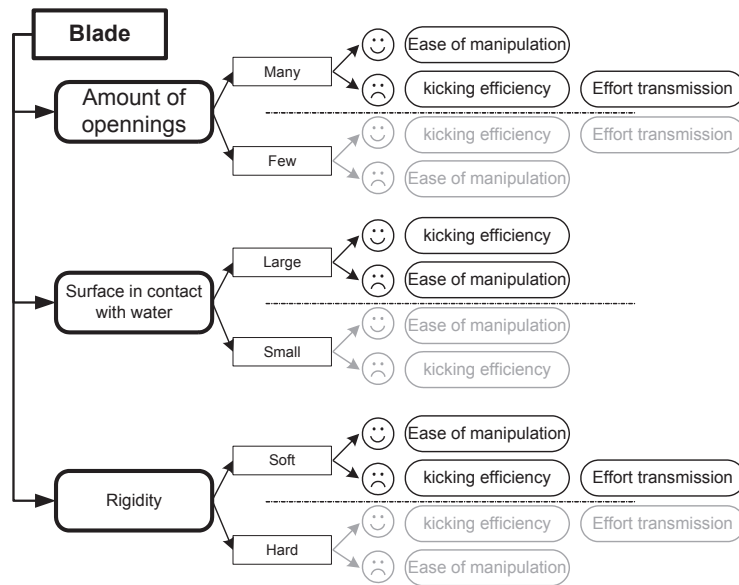 Blade
Amount of
opennings
Many
Ease of manipulation
kicking efficiency
Effort transmission
Few
kicking efficiency
Effort transmission
Ease of manipulation
Surface in contact
with water
Large
kicking efficiency
Ease of manipulation
Small
Ease of manipulation
kicking efficiency
Rigidity
Soft
Ease of manipulation
kicking efficiency
Effort transmission
Hard
kicking efficiency
Effort transmission
Ease of manipulation